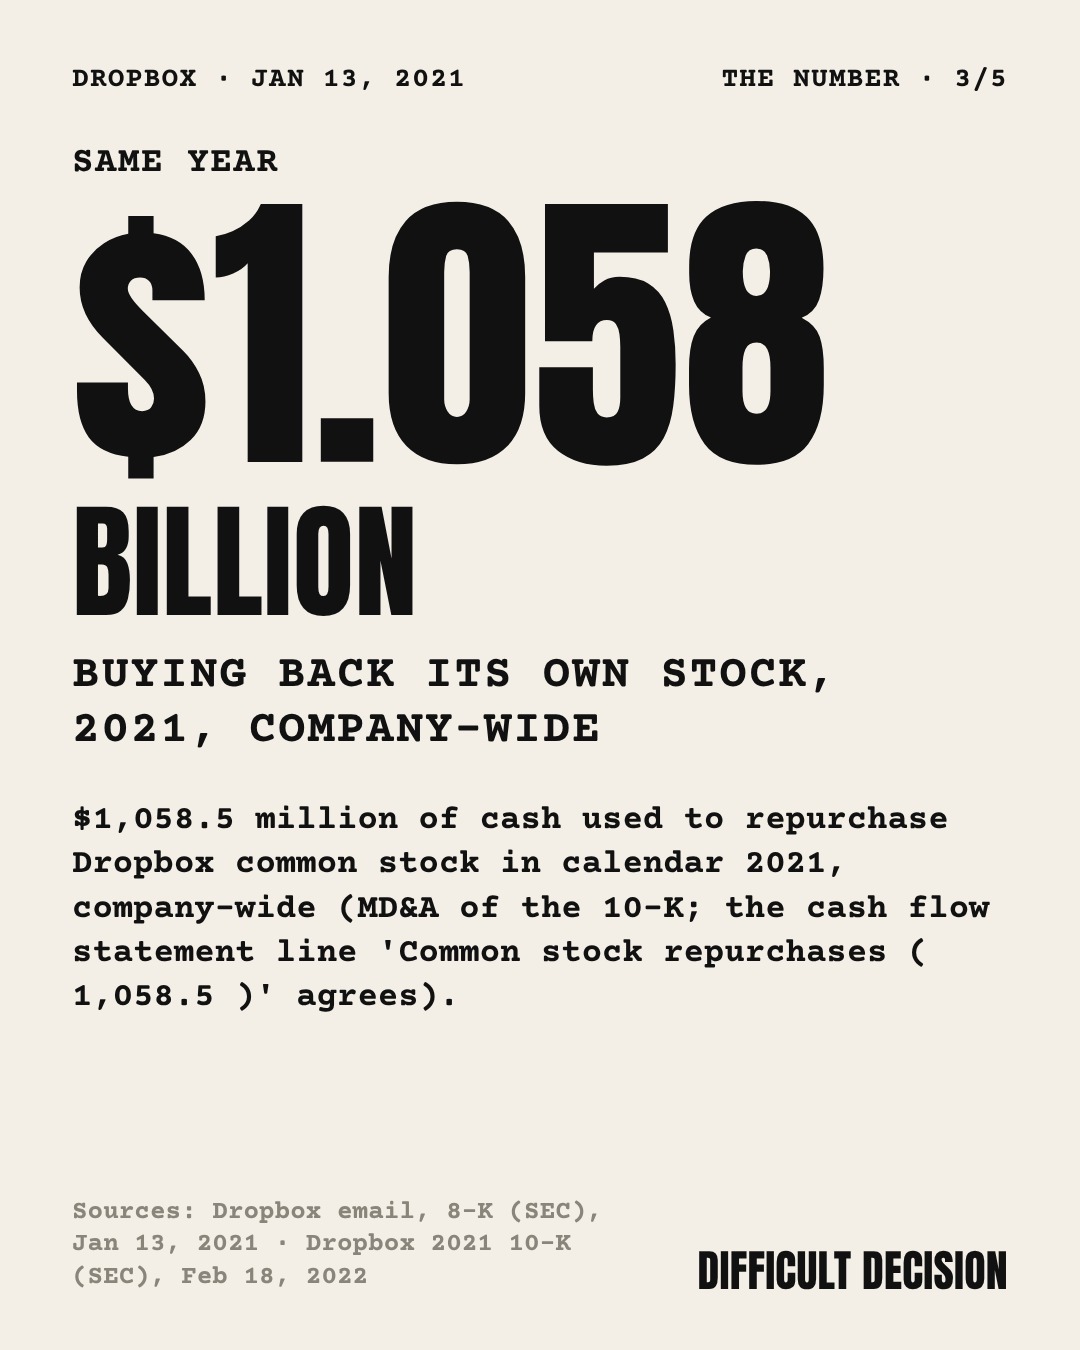 DROPBOX · JAN 13, 2021
THE NUMBER · 3/5
SAME YEAR
$1.058
BILLION
BUYING BACK ITS OWN STOCK,
2021, COMPANY-WIDE
$1,058.5 million of cash used to repurchase
Dropbox common stock in calendar 2021,
company-wide (MD&A of the 10-K; the cash flow
statement line 'Common stock repurchases (
1,058.5 )' agrees).
Sources: Dropbox email, 8-K (SEC),
Jan 13, 2021 · Dropbox 2021 10-K
(SEC), Feb 18, 2022
DIFFICULT DECISION